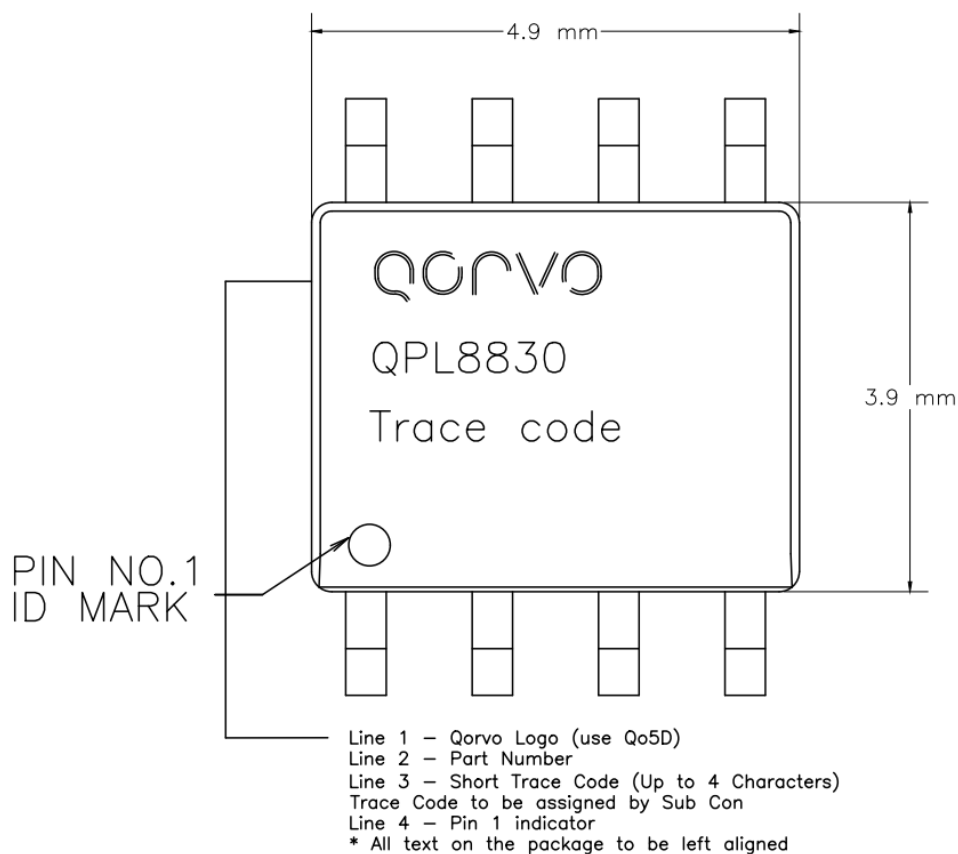 4.9 mm
QORVO
QPL8830
Trace code
3.9 mm
PIN NO.1
ID MARK
Line 1 – Qorvo Logo (use Qo5D)
Line 2 – Part Number
Line 3 – Short Trace Code (Up to 4 Characters)
Trace Code to be assigned by Sub Con
Line 4 – Pin 1 indicator
* All text on the package to be left aligned